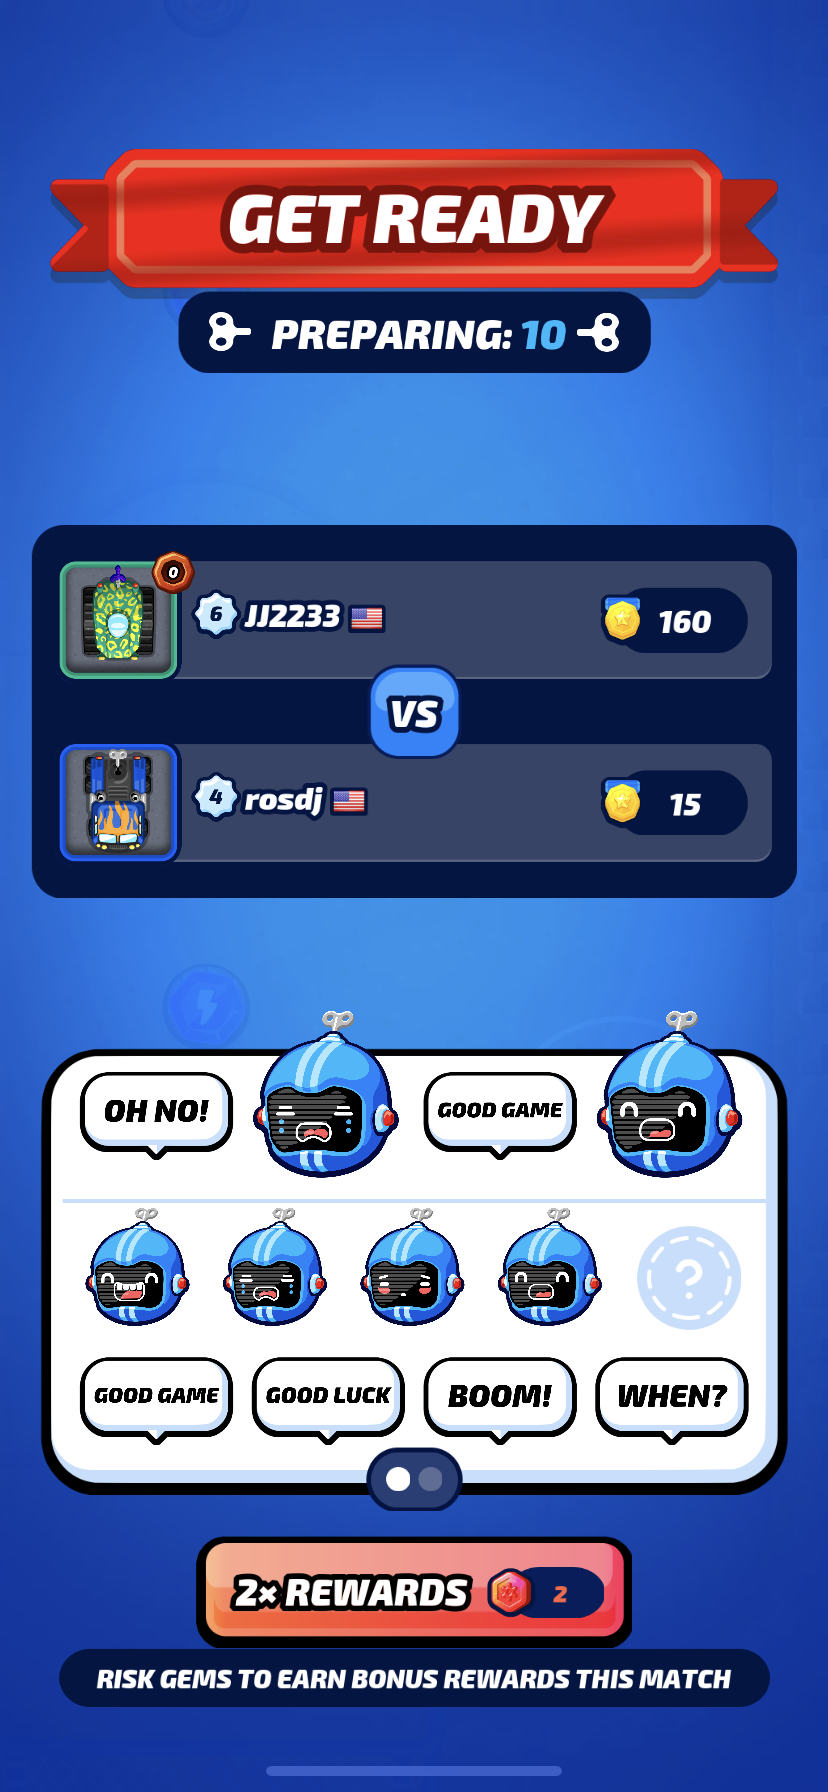 GET READY
PREPARING: 10
0
6 JJ2233 160
VS
4 rosdj 15
OH NO! GOOD GAME
?
GOOD GAME GOOD LUCK BOOM! WHEN?
2× REWARDS 2
RISK GEMS TO EARN BONUS REWARDS THIS MATCH